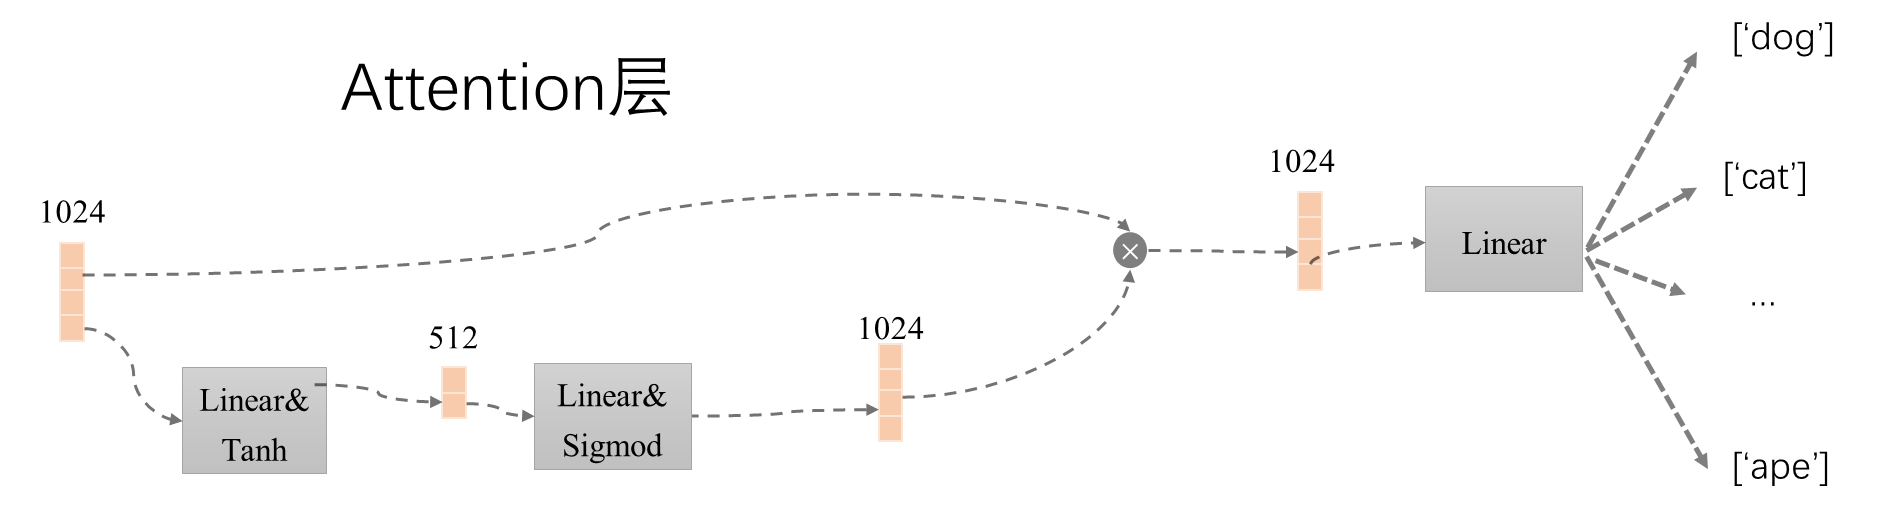 Attention层
1024
Linear&
Tanh
512
Linear&
Sigmod
1024
×
1024
Linear
[‘dog’]
[‘cat’]
...
[‘ape’]